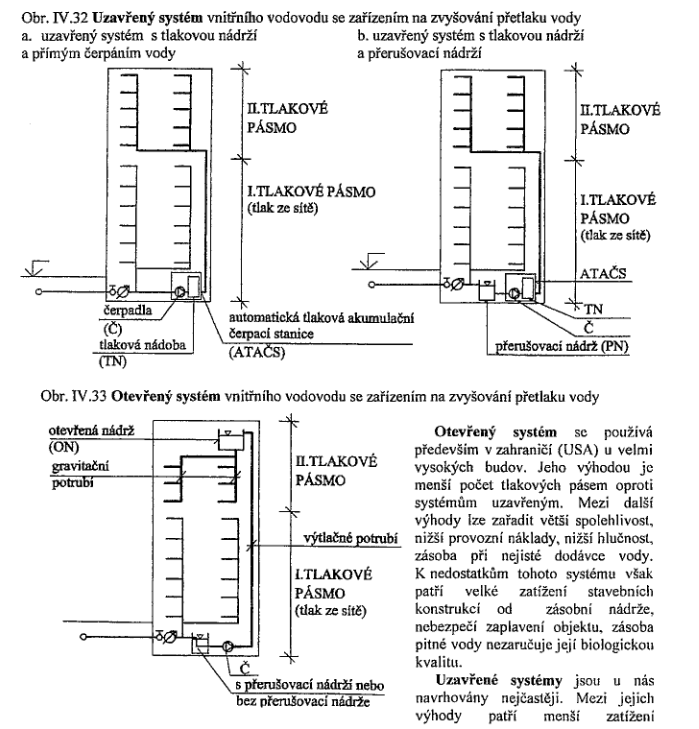 Obr. IV.32 Uzavřený systém vnitřního vodovodu se zařízením na zvyšování přetlaku vody
a. uzavřený systém s tlakovou nádrží
a přímým čerpáním vody
b. uzavřený systém s tlakovou nádrží
a přerušovací nádrží
II.TLAKOVÉ
PÁSMO
I.TLAKOVÉ PÁSMO
(tlak ze sítě)
čerpadla
(Č)
tlaková nádoba
(TN)
automatická tlaková akumulační
čerpací stanice
(ATAČS)
II.TLAKOVÉ
PÁSMO
I.TLAKOVÉ
PÁSMO
(tlak ze sítě)
ATAČS
TN
Č
přerušovací nádrž (PN)
Obr. IV.33 Otevřený systém vnitřního vodovodu se zařízením na zvyšování přetlaku vody
otevřená nádrž
(ON)
gravitační
potrubí
II.TLAKOVÉ
PÁSMO
výtlačné potrubí
I.TLAKOVÉ
PÁSMO
(tlak ze sítě)
Č
s přerušovací nádrží nebo
bez přerušovací nádrže
Otevřený systém se používá
především v zahraničí (USA) u velmi
vysokých budov. Jeho výhodou je
menší počet tlakových pásem oproti
systémům uzavřeným. Mezi další
výhody lze zařadit větší spolehlivost,
nižší provozní náklady, nižší hlučnost,
zásoba při nejisté dodávce vody.
K nedostatkům tohoto systému však
patří velké zatížení stavebních
konstrukcí od zásobní nádrže,
nebezpečí zaplavení objektu, zásoba
pitné vody nezaručuje její biologickou
kvalitu.
Uzavřené systémy jsou u nás
navrhovány nejčastěji. Mezi jejich
výhody patří menší zatížení